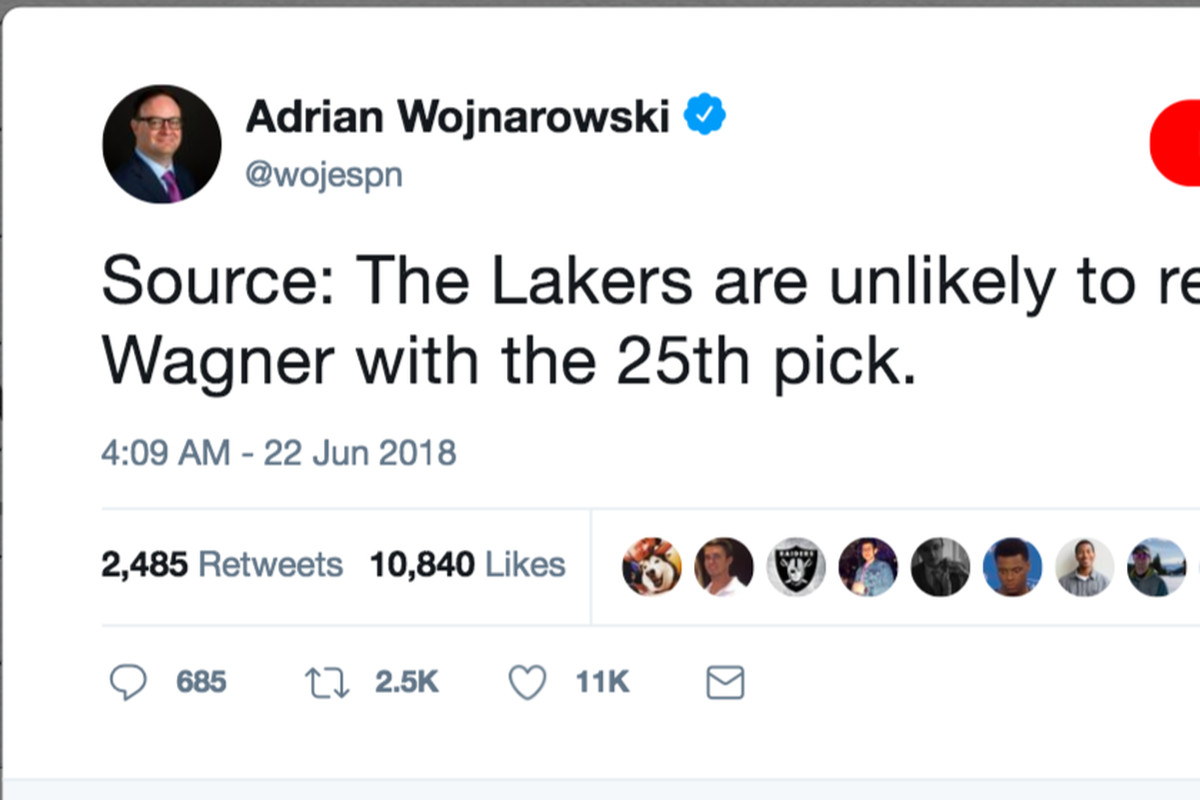 Adrian Wojnarowski
@wojespn
Source: The Lakers are unlikely to re
Wagner with the 25th pick.
4:09 AM - 22 Jun 2018
2,485 Retweets 10,840 Likes
RAIDERS
685 2.5K 11K